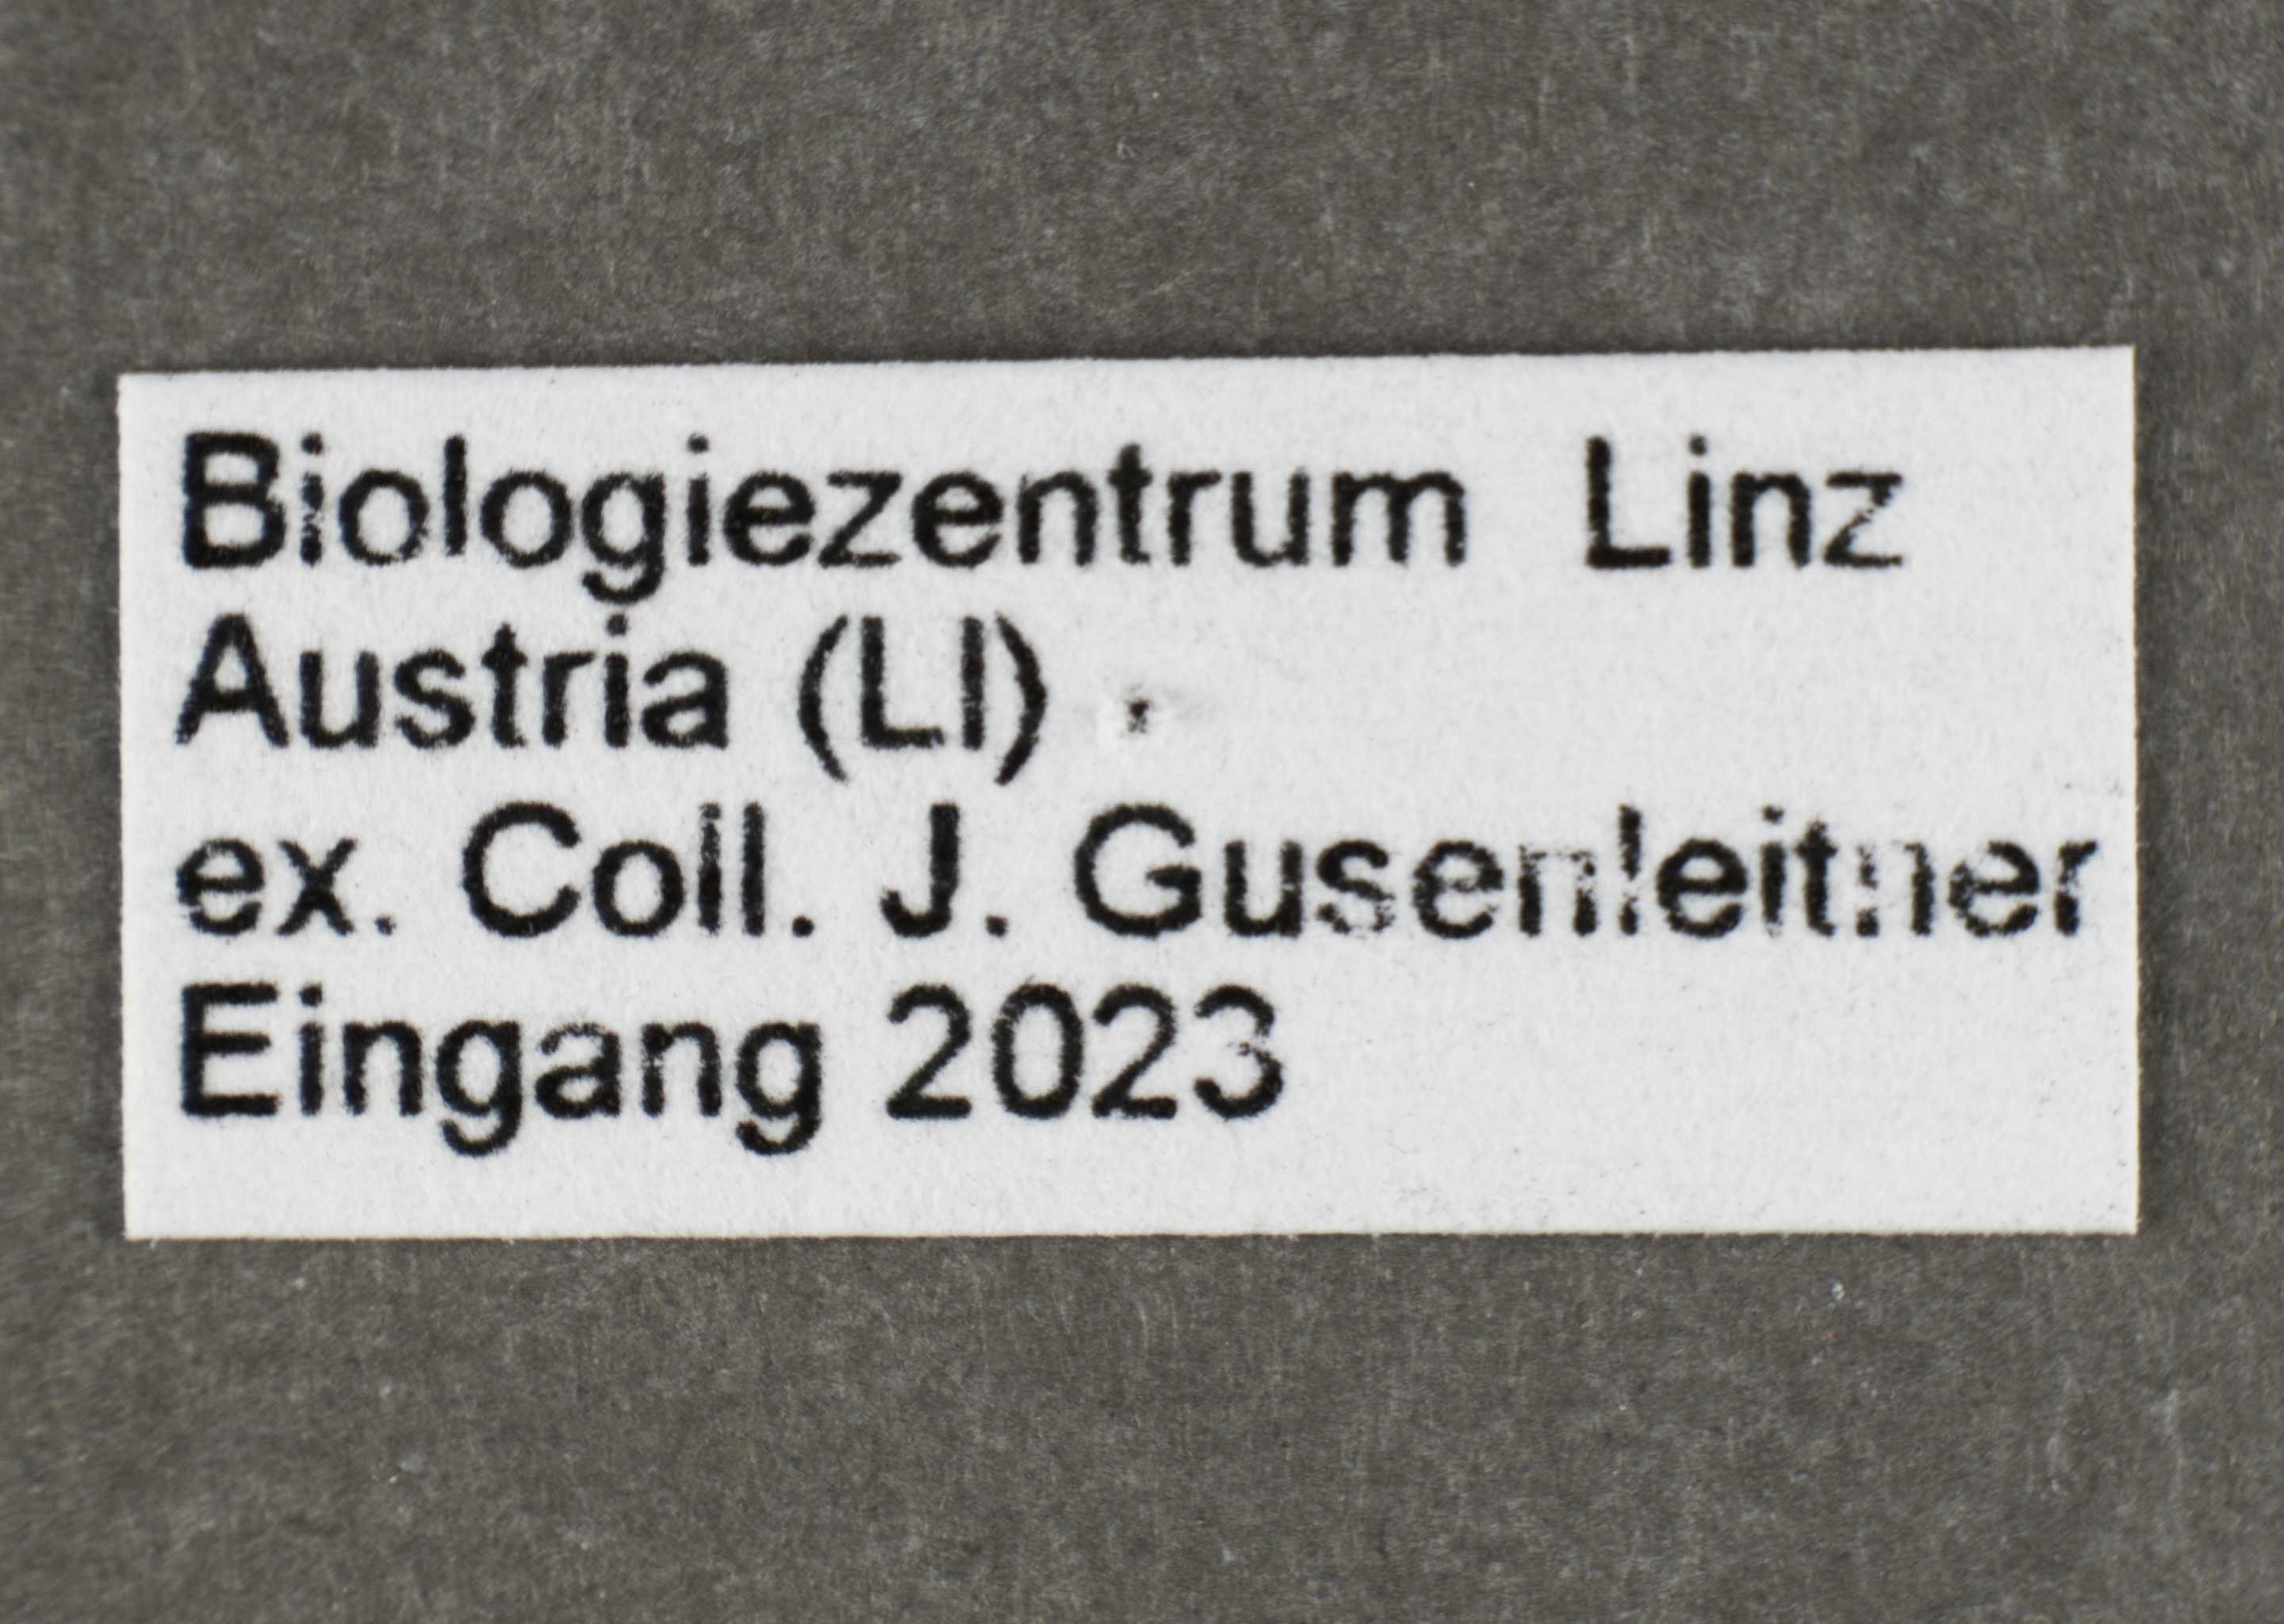 Biologiezentrum Linz
Austria (LI)
ex. Coll. J. Gusenleitner
Eingang 2023